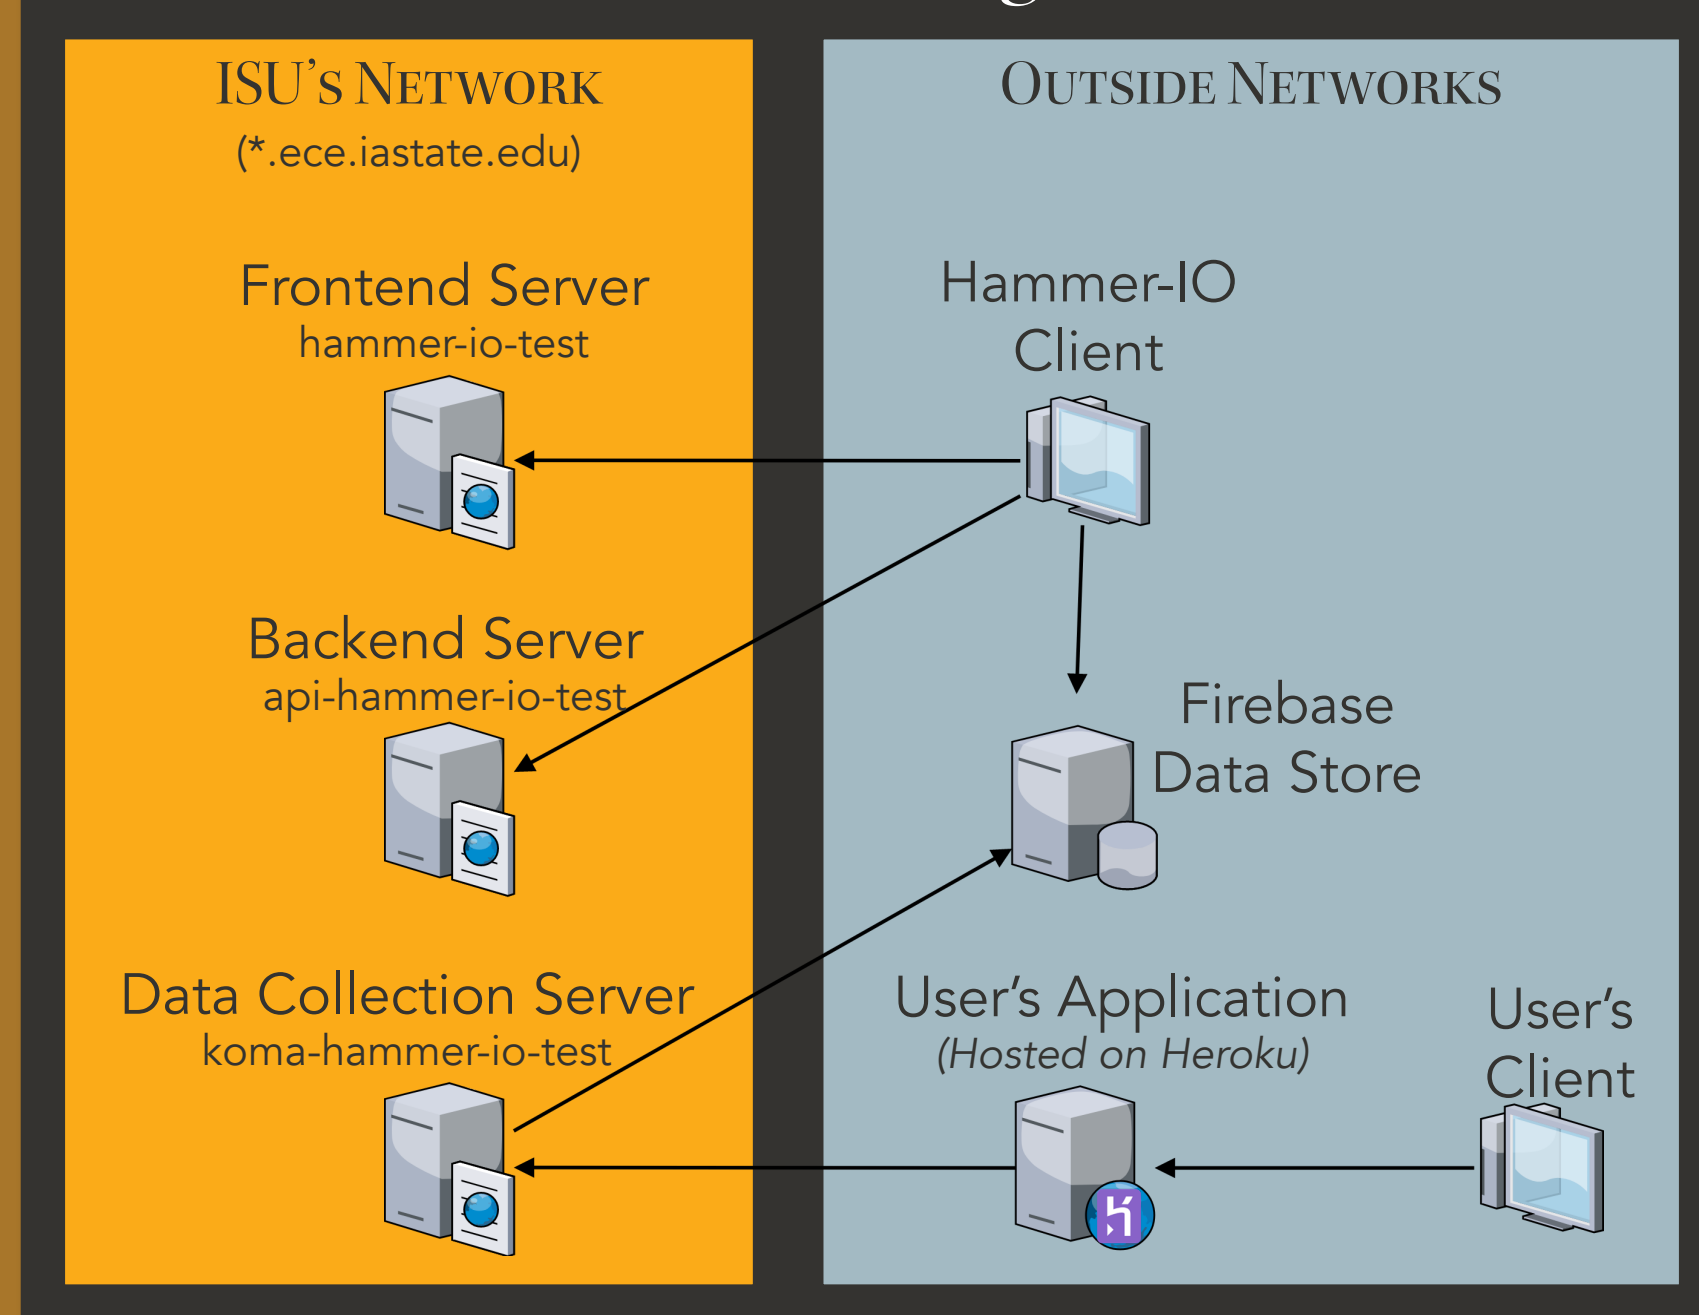 ISU's Network
(*.ece.iastate.edu)
Frontend Server
hammer-io-test
Backend Server
api-hammer-io-test
Data Collection Server
koma-hammer-io-test
Outside Networks
Hammer-IO
Client
Firebase
Data Store
User's Application
(Hosted on Heroku)
User's
Client